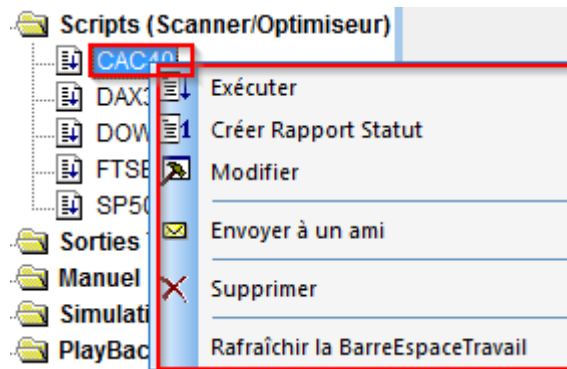 Scripts (Scanner/Optimiseur)
CAC40
DAX
DOW
FTSE
SP50
Sorties
Manuel
Simulati
PlayBac
Exécuter
Créer Rapport Statut
Modifier
Envoyer à un ami
Supprimer
Rafraîchir la BarreEspaceTravail